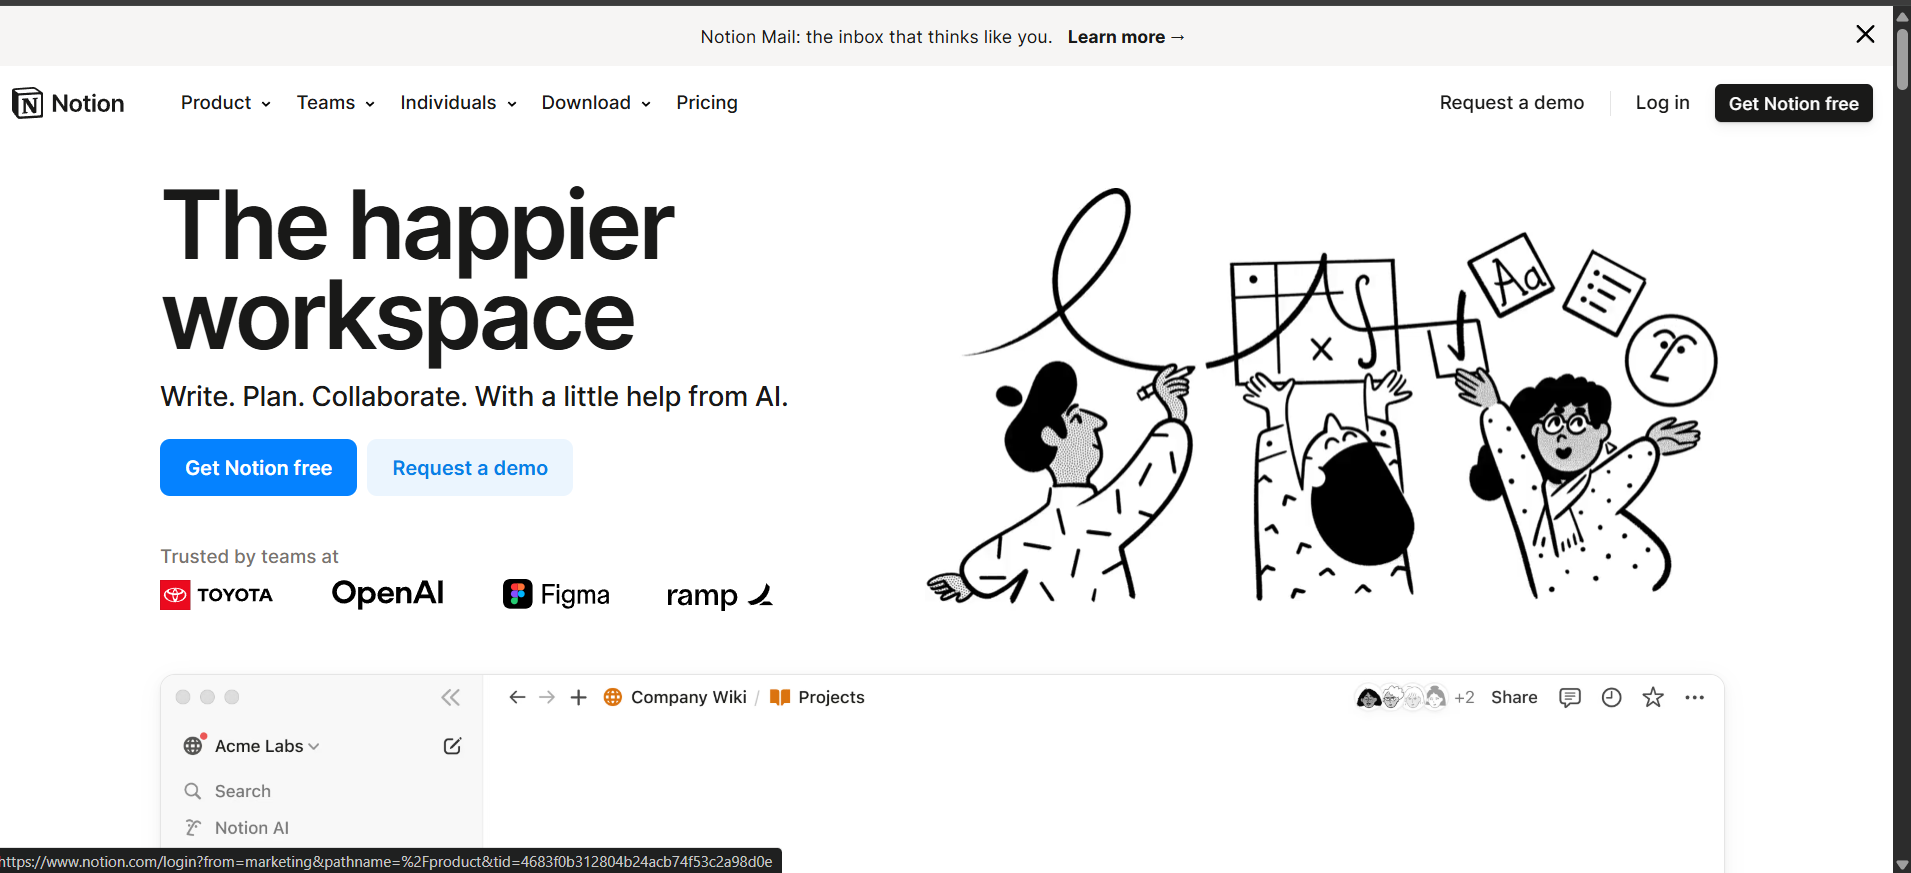 Notion Mail: the inbox that thinks like you. Learn more →
Notion
Product
Teams
Individuals
Download
Pricing
Request a demo
Log in
Get Notion free
The happier
workspace
Write. Plan. Collaborate. With a little help from AI.
Get Notion free
Request a demo
Aa
x
Trusted by teams at
TOYOTA
OpenAI
Figma
ramp
Company Wiki / Projects
+2
Share
Acme Labs
Search
Notion AI
https://www.notion.com/login?from=marketing&pathname=%2Fproduct&tid=4683f0b312804b24acb74f53c2a98d0e